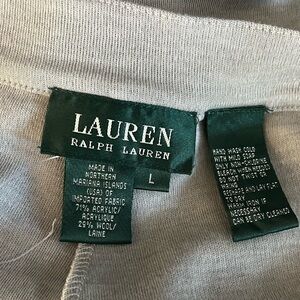 LAUREN
RALPH LAUREN
MADE IN
NORTHERN
MARIANA ISLANDS
(USA) OF
IMPORTED FABRIC
71% ACRYLIC/
ACRYLIQUE
29% WOOL/
LAINE
L
HAND WASH COLD
WITH MILD SOAP
ONLY NON-CHLORINE
BLEACH WHEN NEEDED
DO NOT TWIST OR
WRING
RESHAPE AND LAY FLAT
TO DRY
WARM IRON IF
NECESSARY
CAN BE DRY CLEANED